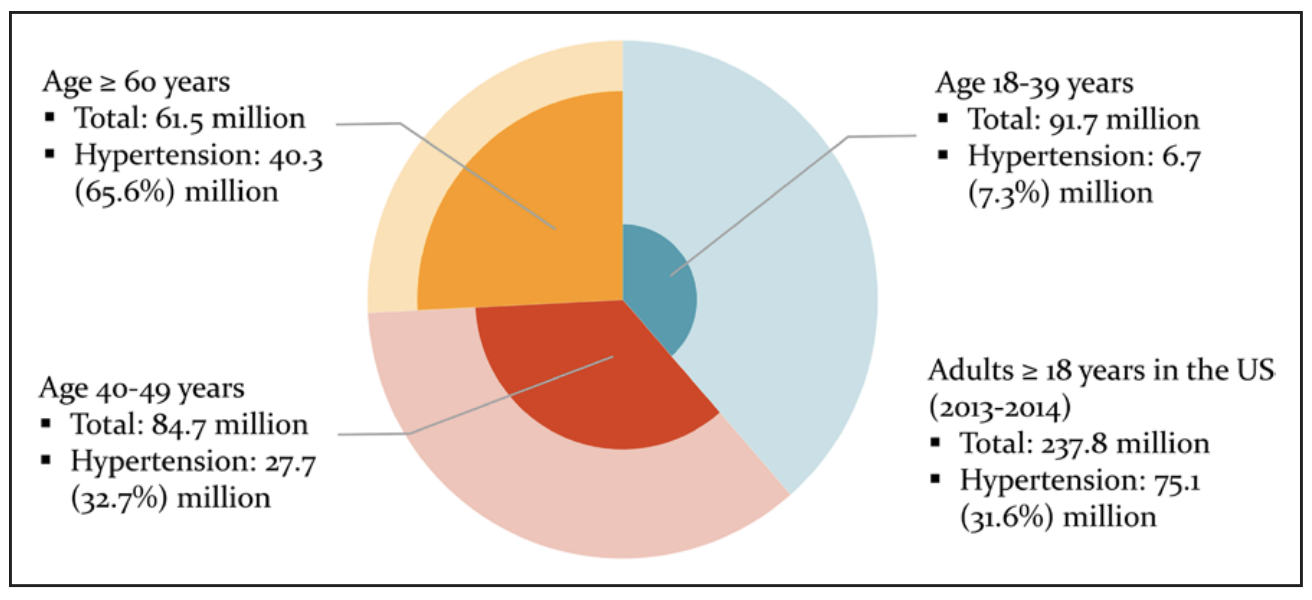 Age ≥ 60 years
▪ Total: 61.5 million
▪ Hypertension: 40.3
(65.6%) million
Age 18-39 years
▪ Total: 91.7 million
▪ Hypertension: 6.7
(7.3%) million
Age 40-49 years
▪ Total: 84.7 million
▪ Hypertension: 27.7
(32.7%) million
Adults ≥ 18 years in the US
(2013-2014)
▪ Total: 237.8 million
▪ Hypertension: 75.1
(31.6%) million